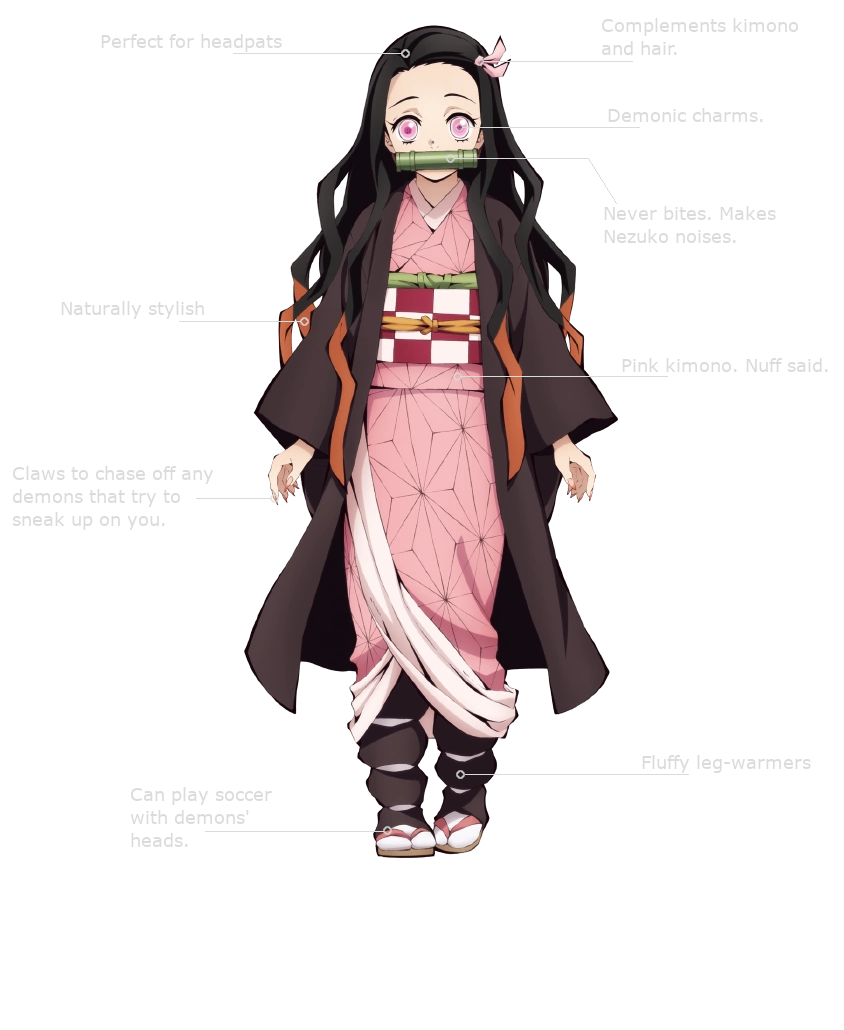 Complements kimono
and hair.
Perfect for headpats
Demonic charms.
Never bites. Makes
Nezuko noises.
Naturally stylish
Pink kimono. Nuff said.
Claws to chase off any
demons that try to
sneak up on you.
Fluffy leg-warmers
Can play soccer
with demons'
heads.